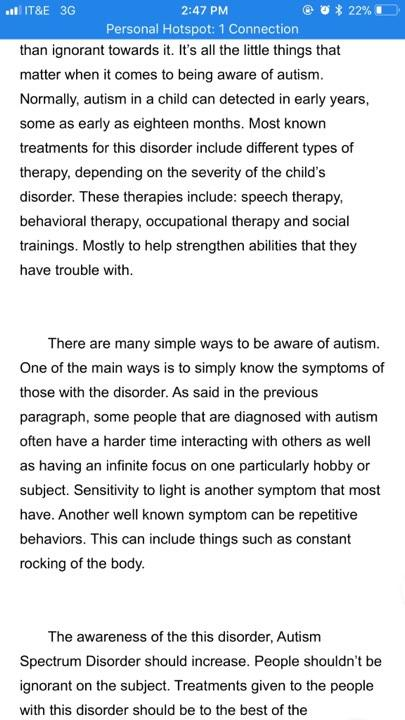 IT&E 3G 2:47 PM 22%
Personal Hotspot: 1 Connection
than ignorant towards it. It's all the little things that
matter when it comes to being aware of autism.
Normally, autism in a child can detected in early years,
some as early as eighteen months. Most known
treatments for this disorder include different types of
therapy, depending on the severity of the child's
disorder. These therapies include: speech therapy,
behavioral therapy, occupational therapy and social
trainings. Mostly to help strengthen abilities that they
have trouble with.
There are many simple ways to be aware of autism.
One of the main ways is to simply know the symptoms of
those with the disorder. As said in the previous
paragraph, some people that are diagnosed with autism
often have a harder time interacting with others as well
as having an infinite focus on one particularly hobby or
subject. Sensitivity to light is another symptom that most
have. Another well known symptom can be repetitive
behaviors. This can include things such as constant
rocking of the body.
The awareness of the this disorder, Autism
Spectrum Disorder should increase. People shouldn't be
ignorant on the subject. Treatments given to the people
with this disorder should be to the best of the